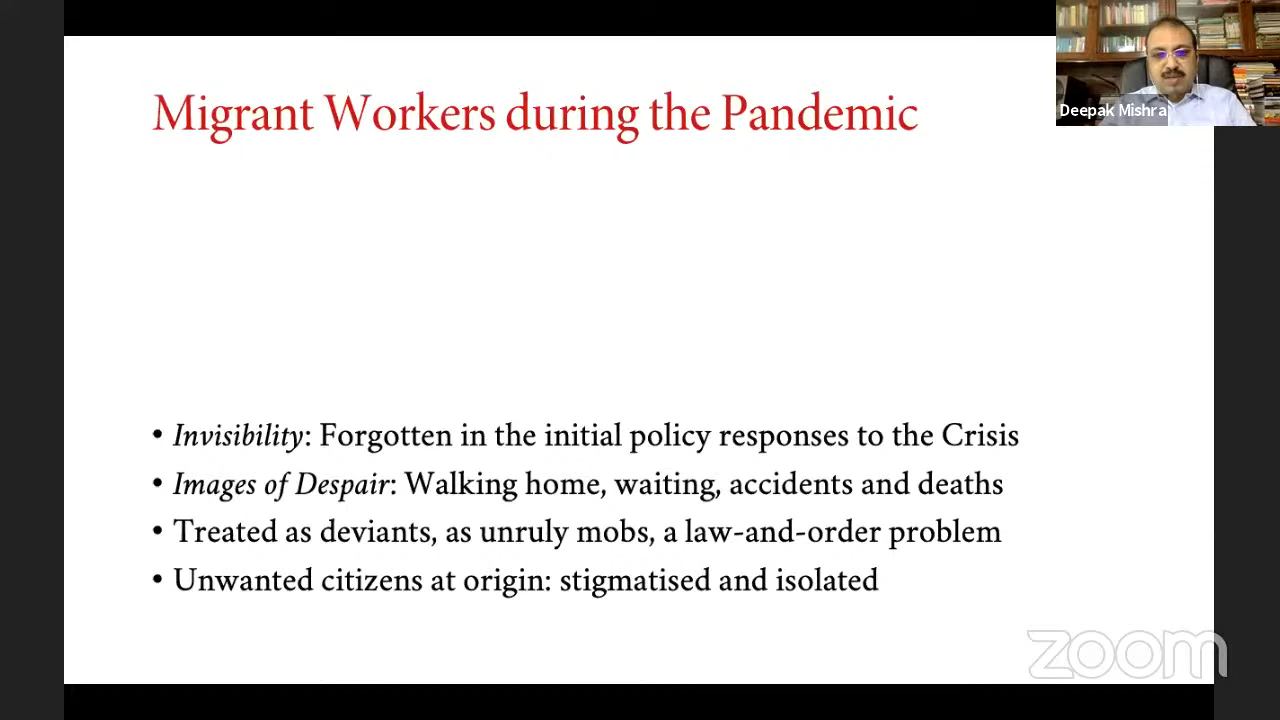 Migrant Workers during the Pandemic
Deepak Mishra
• Invisibility: Forgotten in the initial policy responses to the Crisis
• Images of Despair: Walking home, waiting, accidents and deaths
• Treated as deviants, as unruly mobs, a law-and-order problem
• Unwanted citizens at origin: stigmatised and isolated
zoom